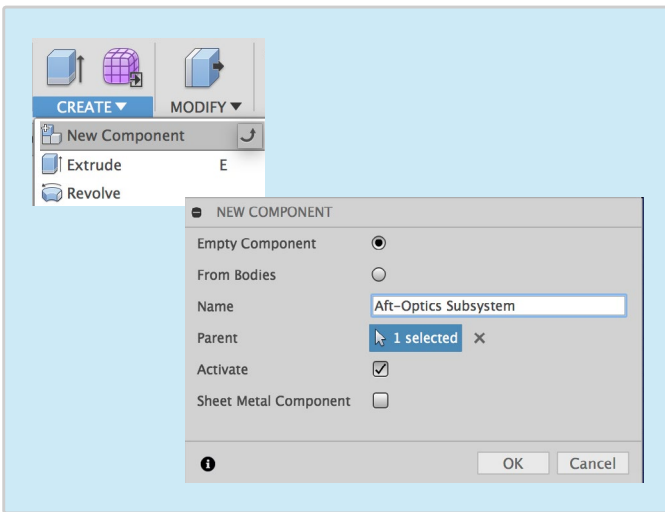 CREATE ▼ MODIFY ▼
New Component
Extrude E
Revolve
NEW COMPONENT
Empty Component
From Bodies
Name Aft-Optics Subsystem
Parent 1 selected
Activate
Sheet Metal Component
OK Cancel